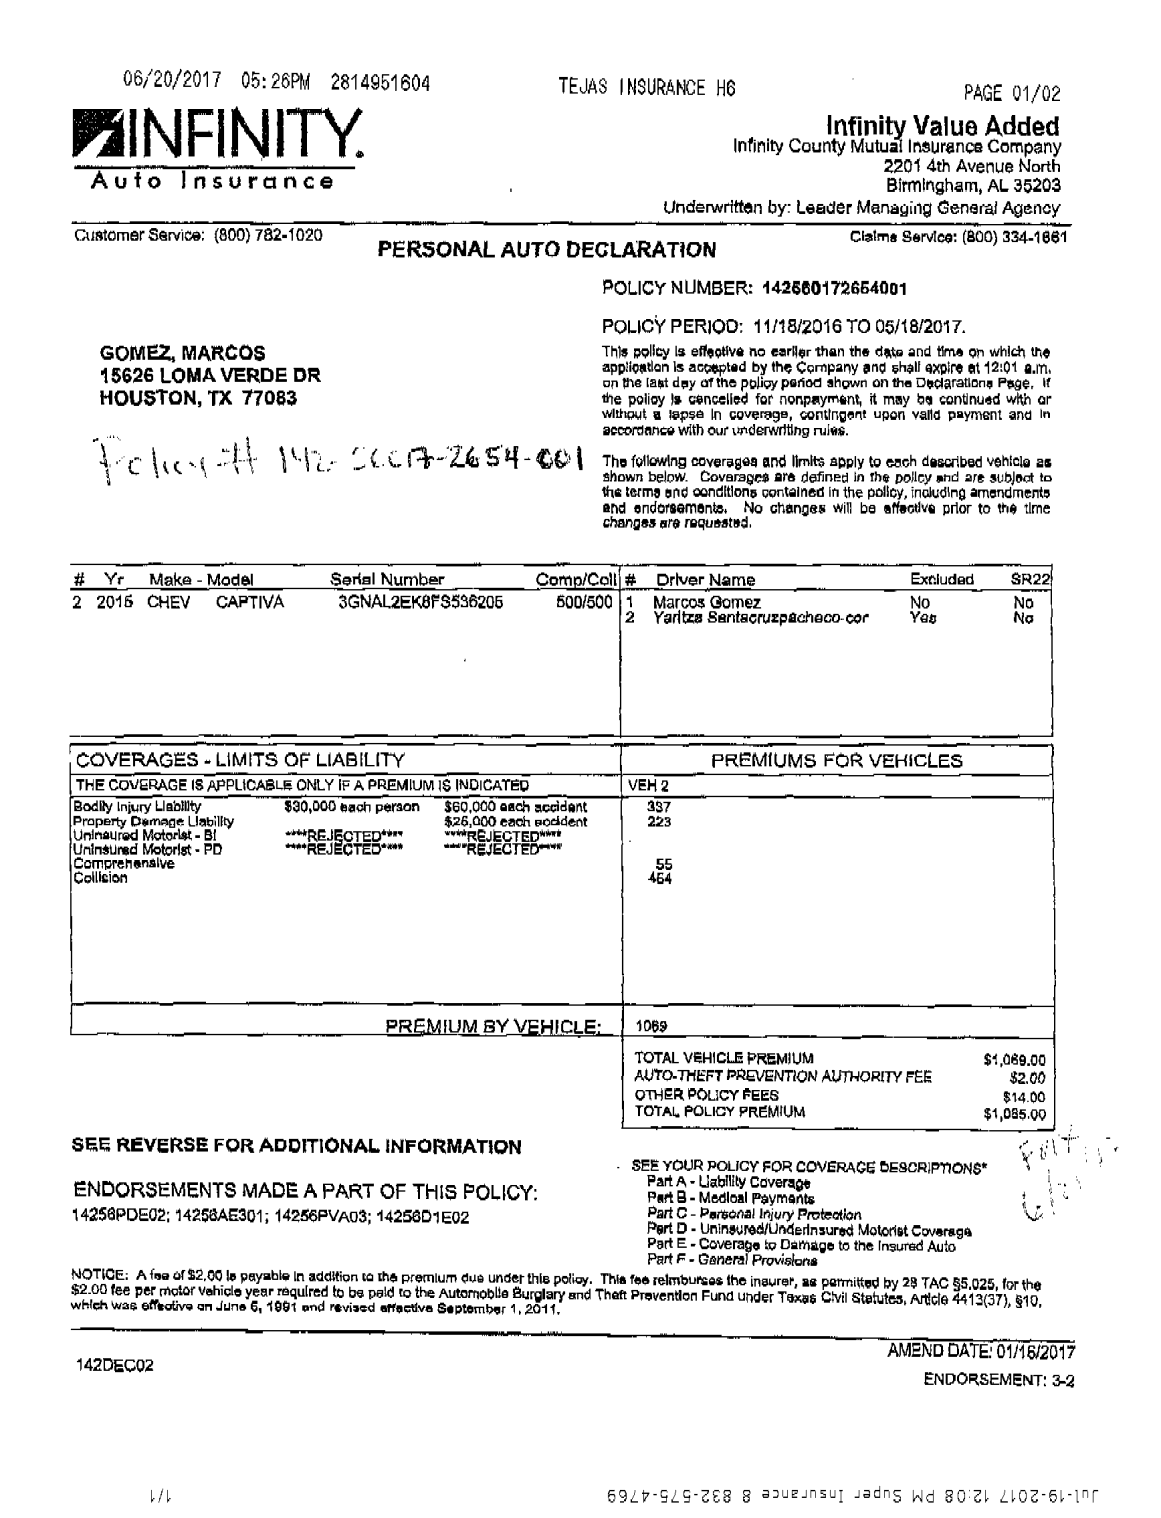 06/20/2017 05:26PM 2814951604 TEJAS INSURANCE H6 PAGE 01/02
INFINITY.
Auto Insurance
Infinity Value Added
Infinity County Mutual Insurance Company
2201 4th Avenue North
Birmingham, AL 35203
Underwritten by: Leader Managing General Agency
Customer Service: (800) 782-1020
Claims Service: (800) 334-1661
PERSONAL AUTO DECLARATION
POLICY NUMBER: 142560172654001
POLICY PERIOD: 11/18/2016 TO 05/18/2017.
GOMEZ, MARCOS
15626 LOMA VERDE DR
HOUSTON, TX 77083
This policy is effective no earlier than the date and time on which the
application is accepted by the Company and shall expire at 12:01 a.m.
on the last day of the policy period shown on the Declarations Page. If
the policy is cancelled for nonpayment, it may be continued with or
without a lapse in coverage, contingent upon valid payment and in
accordance with our underwriting rules.
Policy # 142- -2654-001
The following coverages and limits apply to each described vehicle as
shown below. Coverages are defined in the policy and are subject to
the terms and conditions contained in the policy, including amendments
and endorsements. No changes will be effective prior to the time
changes are requested.
# Yr Make - Model Serial Number Comp/Coll # Driver Name Excluded SR22
2 2015 CHEV CAPTIVA 3GNAL2EK8FS536205 500/500 1 Marcos Gomez No No
2 Yaritza Santacruzpacheco-cor Yes No
COVERAGES - LIMITS OF LIABILITY PREMIUMS FOR VEHICLES
THE COVERAGE IS APPLICABLE ONLY IF A PREMIUM IS INDICATED VEH 2
Bodily Injury Liability $30,000 each person $60,000 each accident 337
Property Damage Liability $25,000 each accident 223
Uninsured Motorist - BI ****REJECTED**** ****REJECTED****
Uninsured Motorist - PD ****REJECTED**** ****REJECTED****
Comprehensive 55
Collision 454
PREMIUM BY VEHICLE: 1069
TOTAL VEHICLE PREMIUM $1,069.00
AUTO-THEFT PREVENTION AUTHORITY FEE $2.00
OTHER POLICY FEES $14.00
TOTAL POLICY PREMIUM $1,085.00
SEE REVERSE FOR ADDITIONAL INFORMATION
ENDORSEMENTS MADE A PART OF THIS POLICY:
14256PDE02; 14256AE301; 14256PVA03; 14256D1E02
SEE YOUR POLICY FOR COVERAGE DESCRIPTIONS*
Part A - Liability Coverage
Part B - Medical Payments
Part C - Personal Injury Protection
Part D - Uninsured/Underinsured Motorist Coverage
Part E - Coverage to Damage to the Insured Auto
Part F - General Provisions
NOTICE: A fee of $2.00 is payable in addition to the premium due under this policy. This fee reimburses the insurer, as permitted by 28 TAC §5.025, for the
$2.00 fee per motor vehicle year required to be paid to the Automobile Burglary and Theft Prevention Fund under Texas Civil Statutes, Article 4413(37), §10,
which was effective on June 6, 1991 and revised effective September 1, 2011.
AMEND DATE: 01/16/2017
142DEC02
ENDORSEMENT: 3-2
Jul-19-2017 12:08 PM Super Insurance 8 832-575-4769 1/1